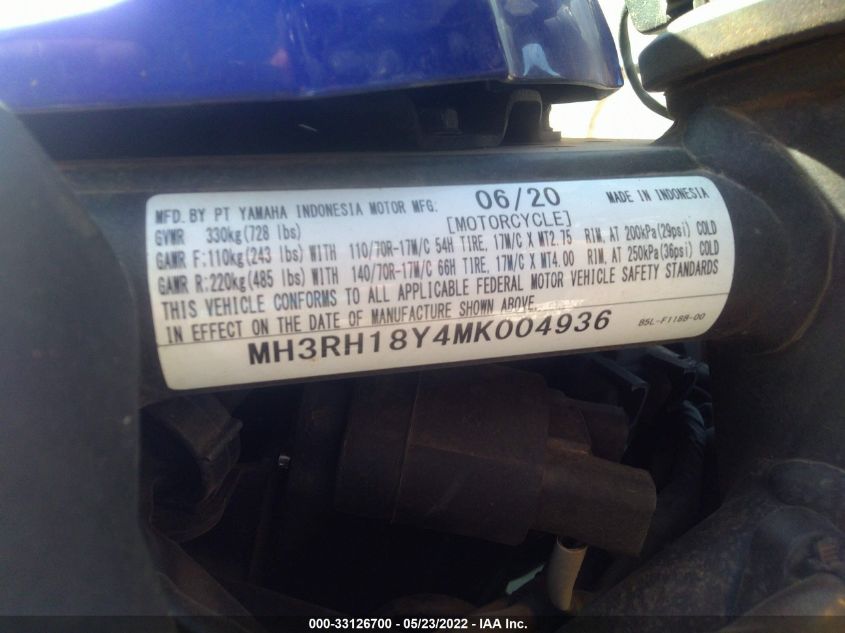 MFD. BY PT YAMAHA INDONESIA MOTOR MFG. 06/20 MADE IN INDONESIA
GVWR 330kg(728 lbs) [MOTORCYCLE]
GAWR F:110kg(243 lbs) WITH 110/70R-17M/C 54H TIRE, 17M/C X MT2.75 RIM, AT 200kPa(29psi) COLD
GAWR R:220kg(485 lbs) WITH 140/70R-17M/C 66H TIRE, 17M/C X MT4.00 RIM, AT 250kPa(36psi) COLD
THIS VEHICLE CONFORMS TO ALL APPLICABLE FEDERAL MOTOR VEHICLE SAFETY STANDARDS
IN EFFECT ON THE DATE OF MANUFACTURE SHOWN ABOVE.
MH3RH18Y4MK004936 B5L-F118B-00
000-33126700 - 05/23/2022 - IAA Inc.